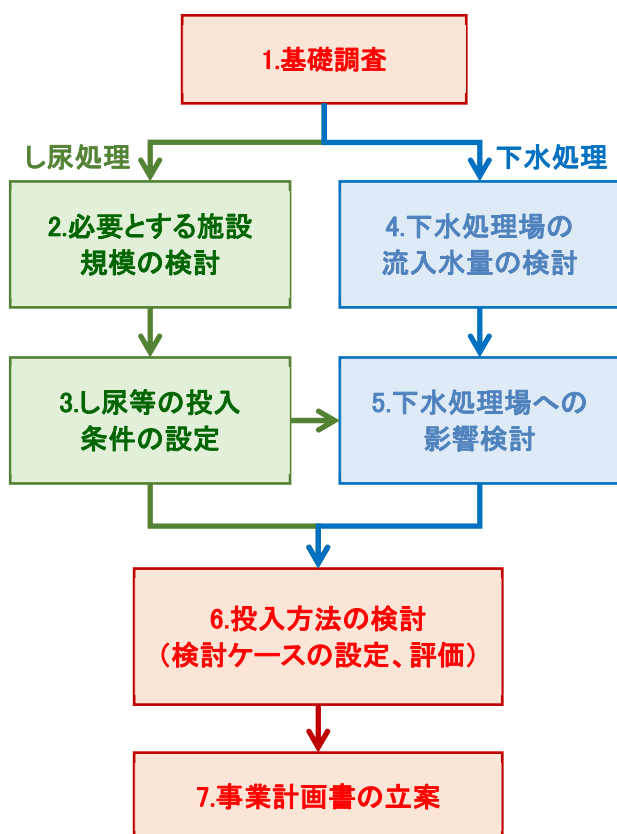 1.基礎調査
し尿処理
下水処理
2.必要とする施設
規模の検討
4.下水処理場の
流入水量の検討
3.し尿等の投入
条件の設定
5.下水処理場への
影響検討
6.投入方法の検討
（検討ケースの設定、評価）
7.事業計画書の立案